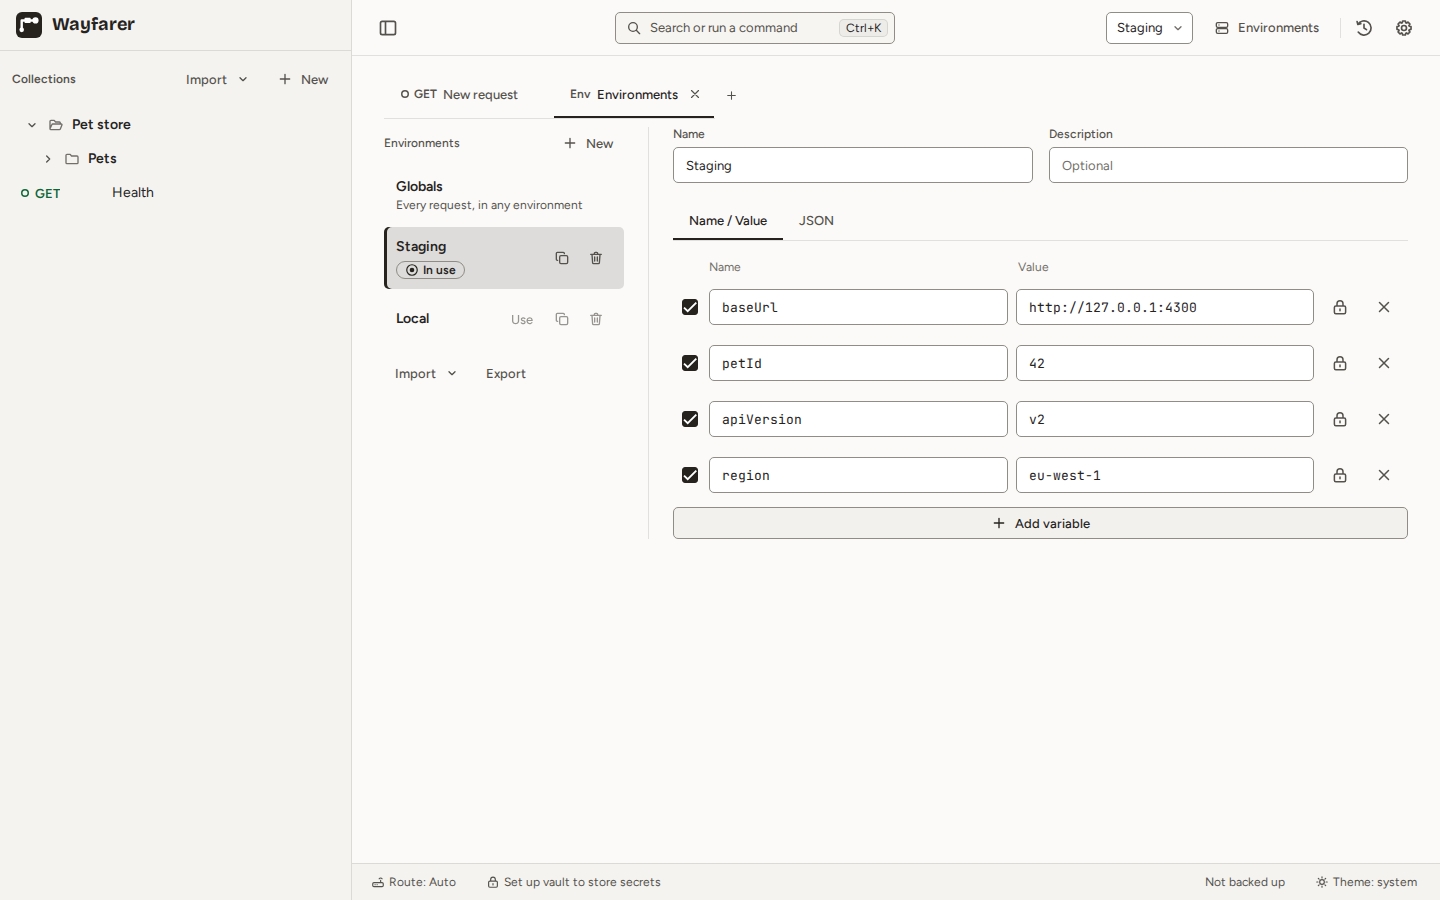 Wayfarer
Search or run a command Ctrl+K
Staging
Environments
Collections
Import
New
Pet store
Pets
GET Health
GET New request
Env Environments
Environments
New
Globals
Every request, in any environment
Staging
In use
Local
Use
Import
Export
Name
Description
Staging
Optional
Name / Value
JSON
Name Value
baseUrl http://127.0.0.1:4300
petId 42
apiVersion v2
region eu-west-1
Add variable
Route: Auto
Set up vault to store secrets
Not backed up
Theme: system